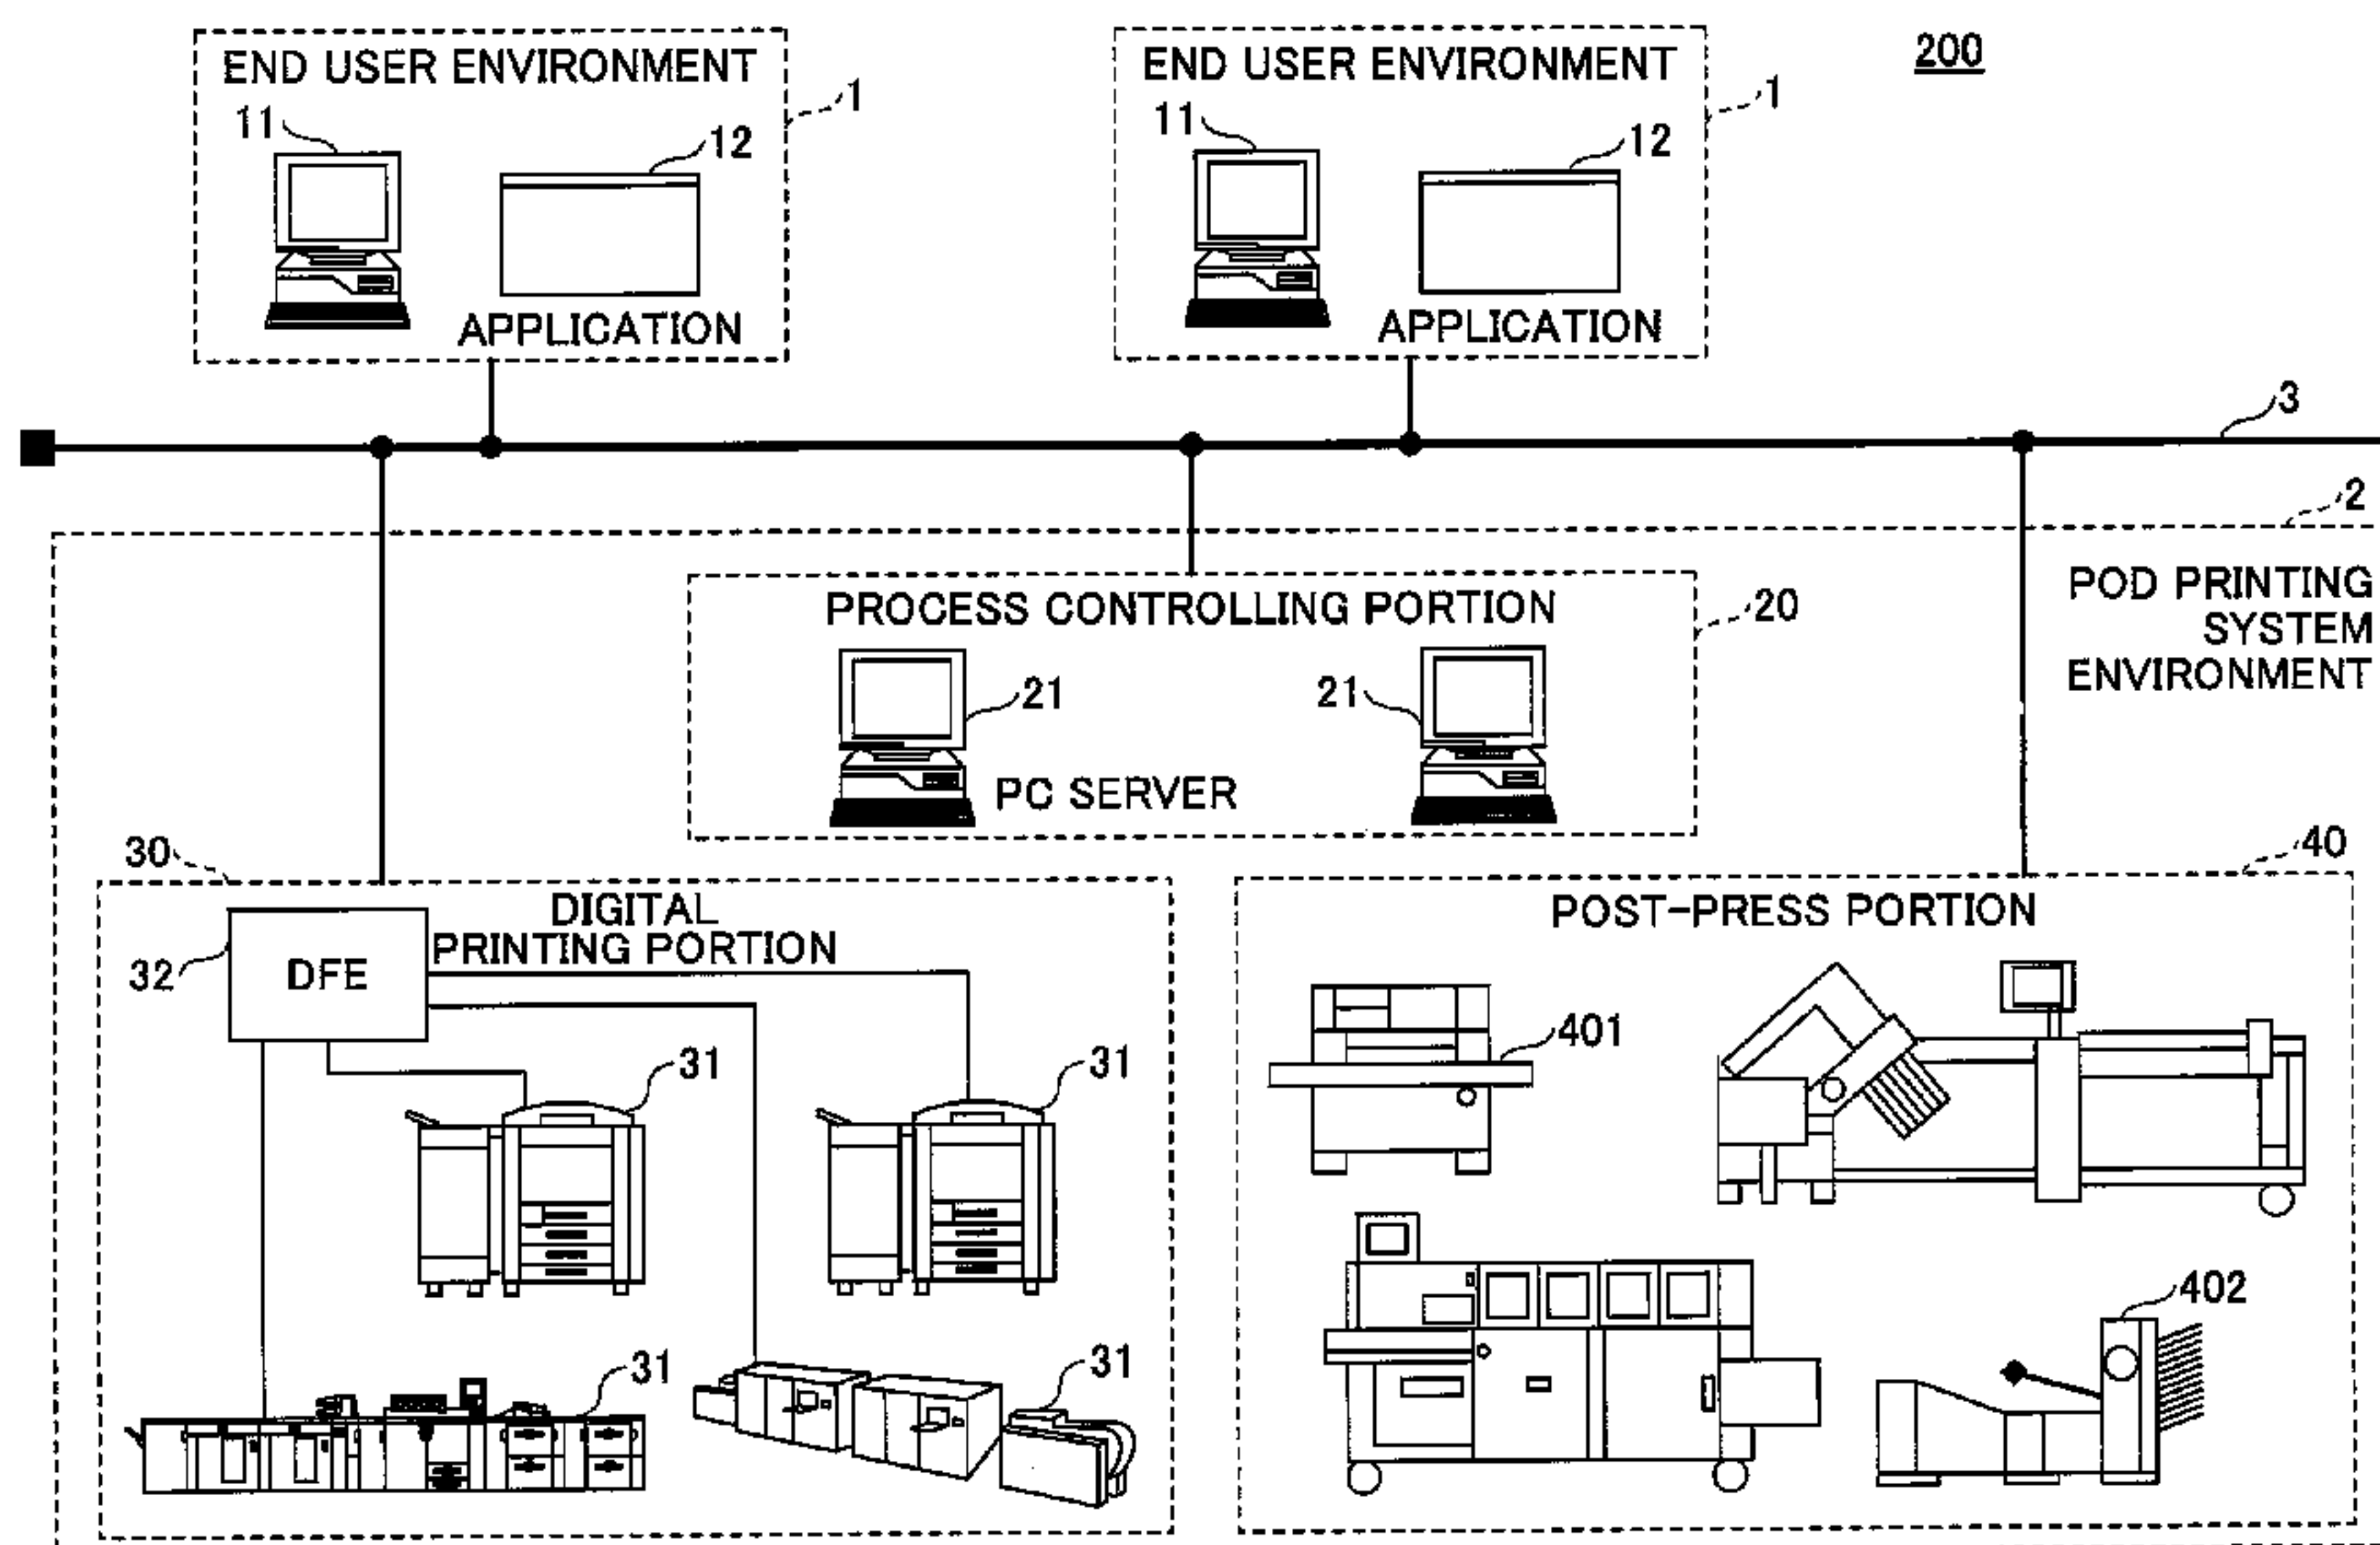 200
END USER ENVIRONMENT
1
11
12
APPLICATION
END USER ENVIRONMENT
1
11
12
APPLICATION
3
2
POD PRINTING
SYSTEM
ENVIRONMENT
PROCESS CONTROLLING PORTION
20
21
21
PC SERVER
30
DIGITAL
PRINTING PORTION
32
DFE
31
31
31
31
40
POST-PRESS PORTION
401
402